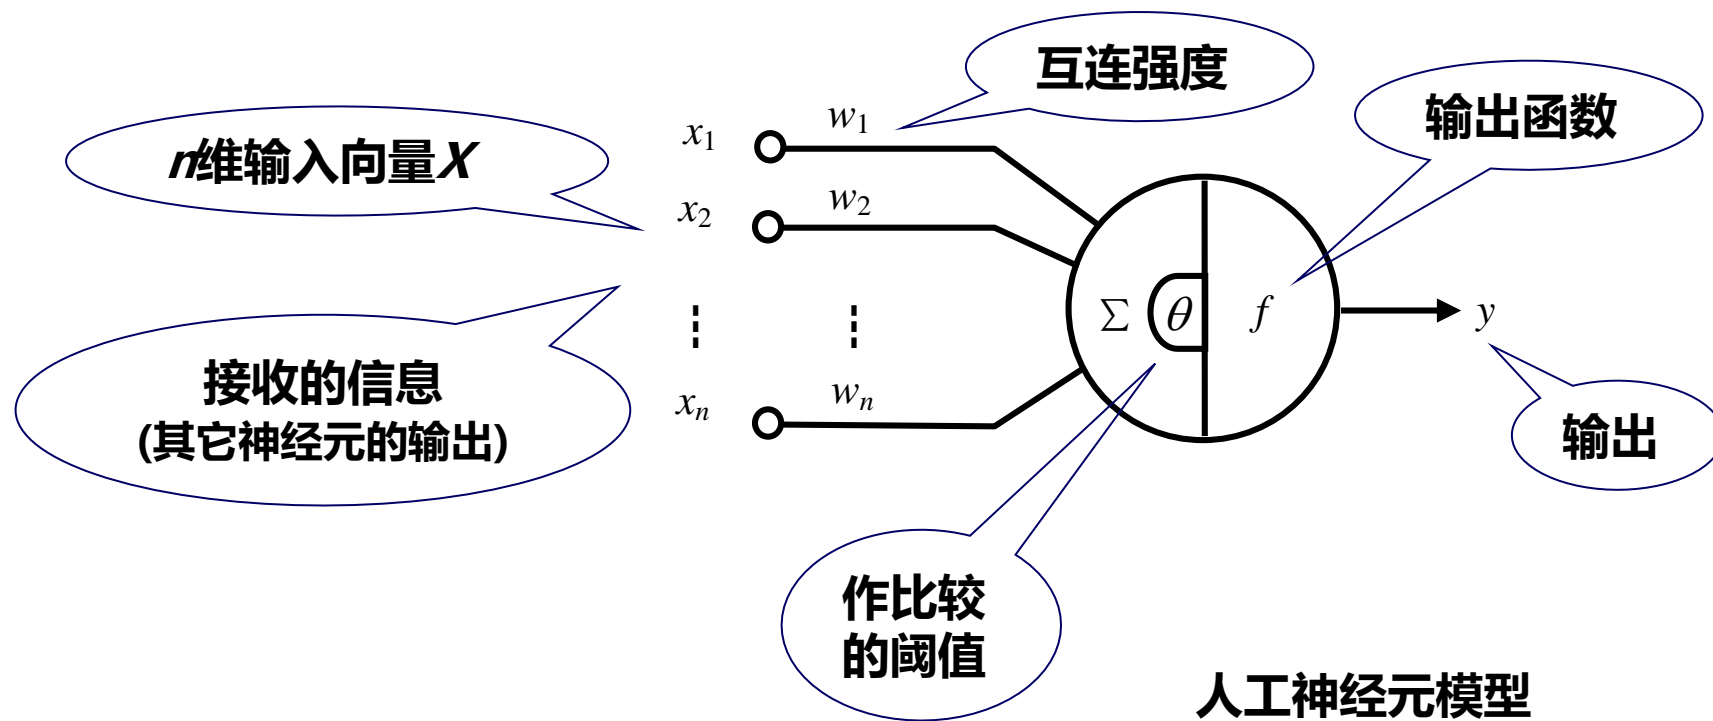 互连强度
输出函数
n维输入向量X
x1
w1
x2
w2
Σ
θ
f
y
接收的信息
(其它神经元的输出)
xn
wn
输出
作比较
的阈值
人工神经元模型